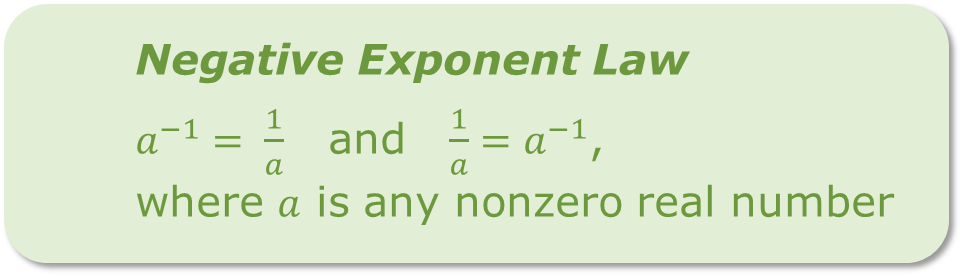 Negative Exponent Law
𝑎⁻¹ = 1/𝑎 and 1/𝑎 = 𝑎⁻¹,
where 𝑎 is any nonzero real number